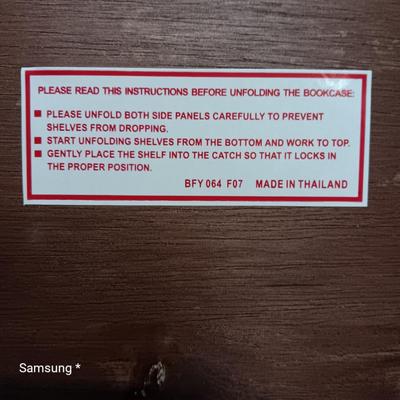 PLEASE READ THIS INSTRUCTIONS BEFORE UNFOLDING THE BOOKCASE:
■ PLEASE UNFOLD BOTH SIDE PANELS CAREFULLY TO PREVENT
SHELVES FROM DROPPING.
■ START UNFOLDING SHELVES FROM THE BOTTOM AND WORK TO TOP.
■ GENTLY PLACE THE SHELF INTO THE CATCH SO THAT IT LOCKS IN
THE PROPER POSITION.
BFY 064 F07 MADE IN THAILAND
Samsung *